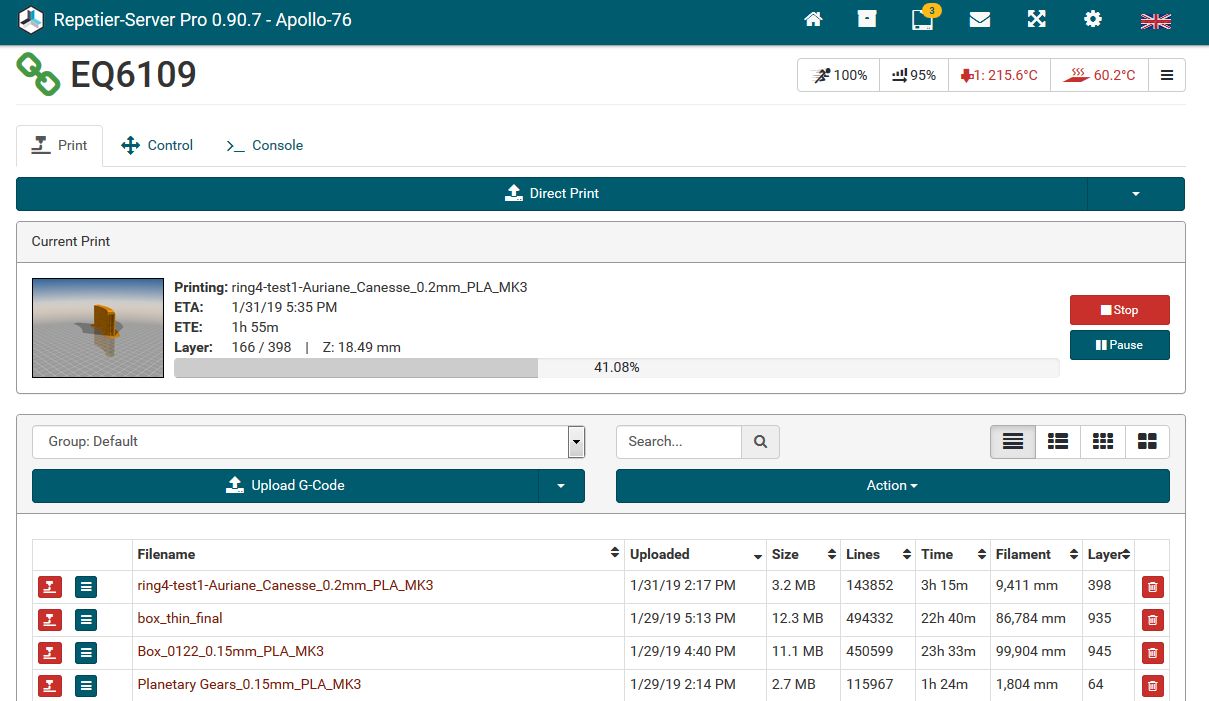 Repetier-Server Pro 0.90.7 - Apollo-76
3
EQ6109
100%
95%
1: 215.6°C
60.2°C
Print
Control
>_ Console
Direct Print
Current Print
Printing: ring4-test1-Auriane_Canesse_0.2mm_PLA_MK3
ETA: 1/31/19 5:35 PM
ETE: 1h 55m
Layer: 166 / 398 | Z: 18.49 mm
41.08%
Stop
Pause
Group: Default
Search...
Upload G-Code
Action
Filename Uploaded Size Lines Time Filament Layer
ring4-test1-Auriane_Canesse_0.2mm_PLA_MK3 1/31/19 2:17 PM 3.2 MB 143852 3h 15m 9,411 mm 398
box_thin_final 1/29/19 5:13 PM 12.3 MB 494332 22h 40m 86,784 mm 935
Box_0122_0.15mm_PLA_MK3 1/29/19 4:40 PM 11.1 MB 450599 23h 33m 99,904 mm 945
Planetary Gears_0.15mm_PLA_MK3 1/29/19 2:14 PM 2.7 MB 115967 1h 24m 1,804 mm 64